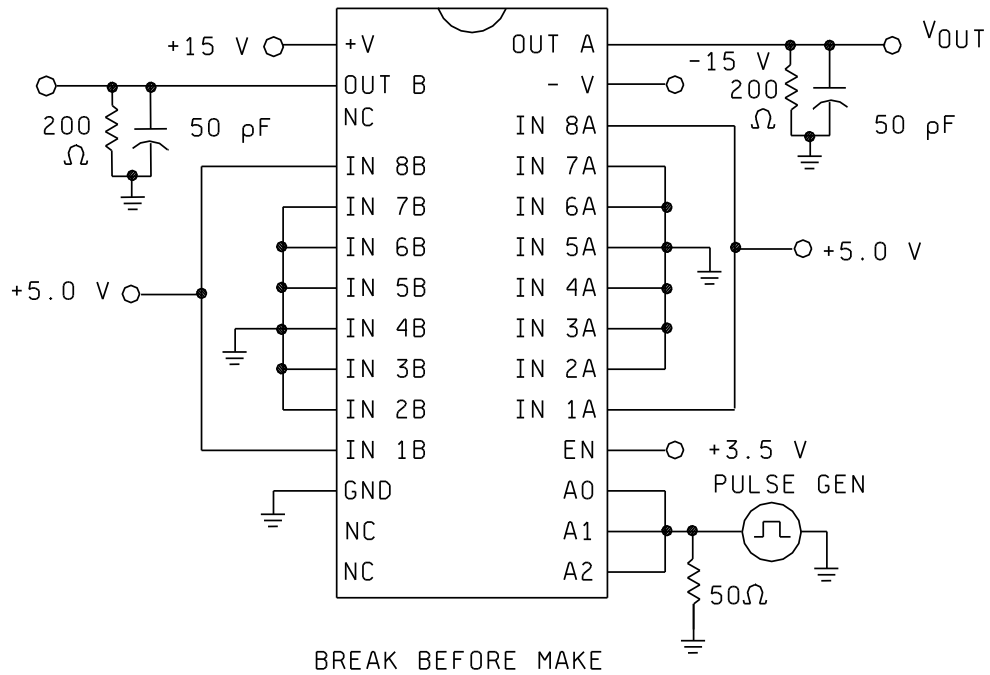 +15 V
+V
OUT A
V_OUT
OUT B
-15 V
- V
200 Ω
50 pF
NC
200 Ω
50 pF
IN 8A
IN 8B
IN 7A
IN 7B
IN 6A
IN 6B
IN 5A
+5.0 V
+5.0 V
IN 5B
IN 4A
IN 4B
IN 3A
IN 3B
IN 2A
IN 2B
IN 1A
IN 1B
EN
+3.5 V
PULSE GEN
GND
A0
NC
A1
NC
A2
50Ω
BREAK BEFORE MAKE